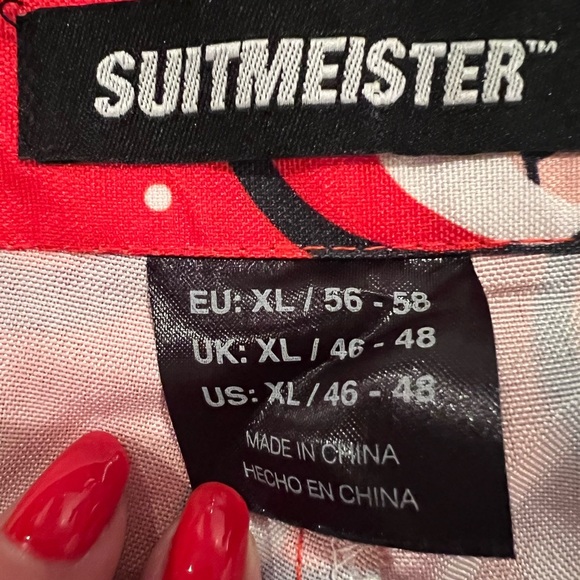 SUITMEISTER™
EU: XL / 56 - 58
UK: XL / 46 - 48
US: XL / 46 - 48
MADE IN CHINA
HECHO EN CHINA